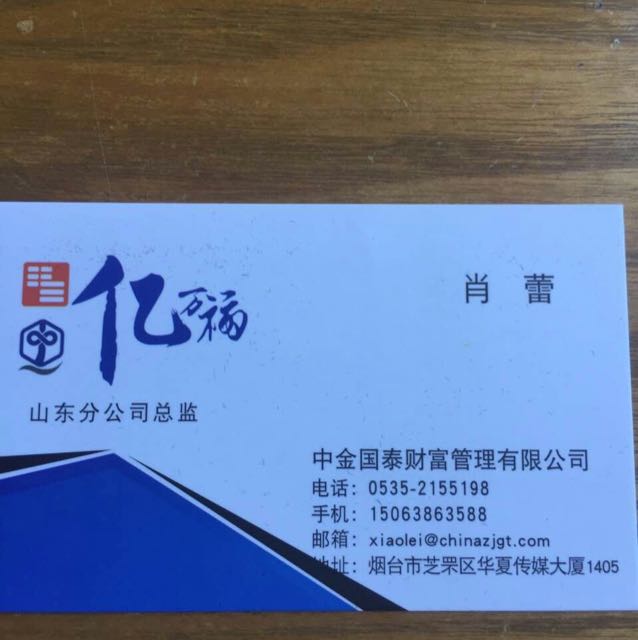 亿万福
肖 蕾
山东分公司总监
中金国泰财富管理有限公司
电话：0535-2155198
手机：15063863588
邮箱：xiaolei@chinazjgt.com
地址：烟台市芝罘区华夏传媒大厦1405